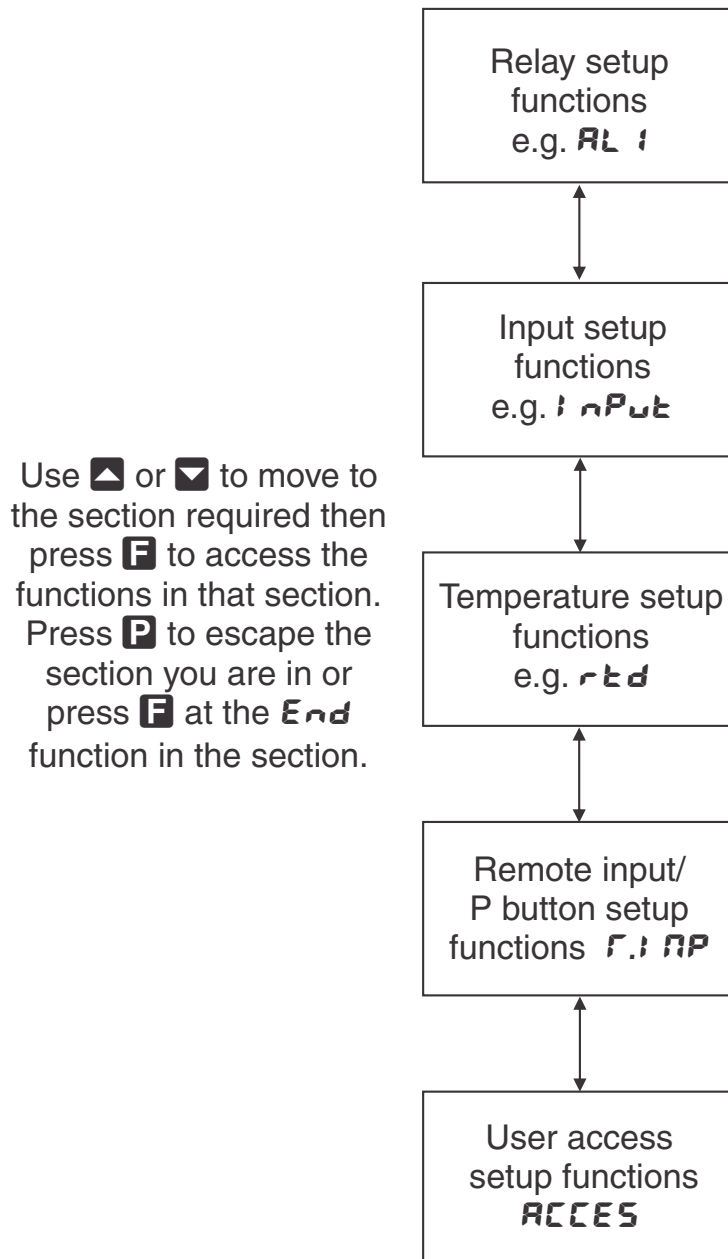 Relay setup
functions
e.g. AL 1
Input setup
functions
e.g. InPut
Use ▲ or ▼ to move to
the section required then
press F to access the
functions in that section.
Press P to escape the
section you are in or
press F at the End
function in the section.
Temperature setup
functions
e.g. rtd
Remote input/
P button setup
functions r.INP
User access
setup functions
ACCES